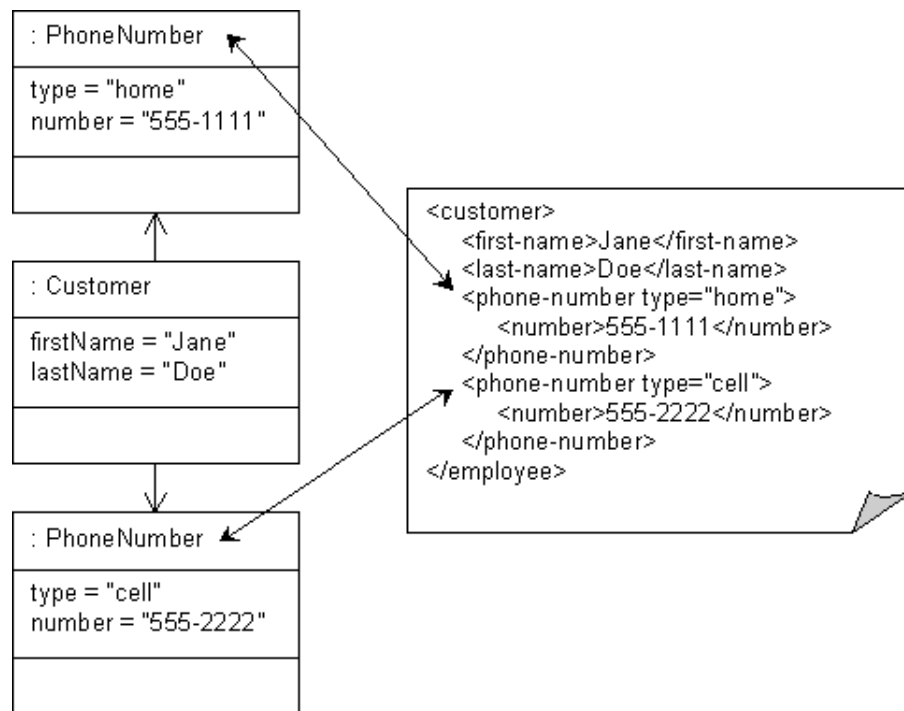 : PhoneNumber
type = "home"
number = "555-1111"
: Customer
firstName = "Jane"
lastName = "Doe"
: PhoneNumber
type = "cell"
number = "555-2222"
<customer>
<first-name>Jane</first-name>
<last-name>Doe</last-name>
<phone-number type="home">
<number>555-1111</number>
</phone-number>
<phone-number type="cell">
<number>555-2222</number>
</phone-number>
</employee>